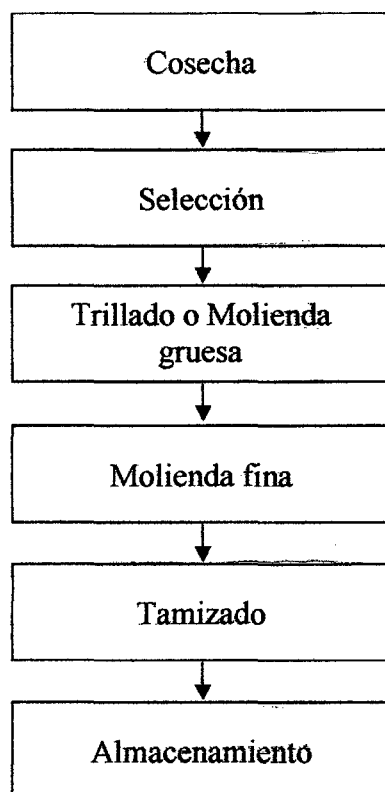 Cosecha
Selección
Trillado o Molienda
gruesa
Molienda fina
Tamizado
Almacenamiento